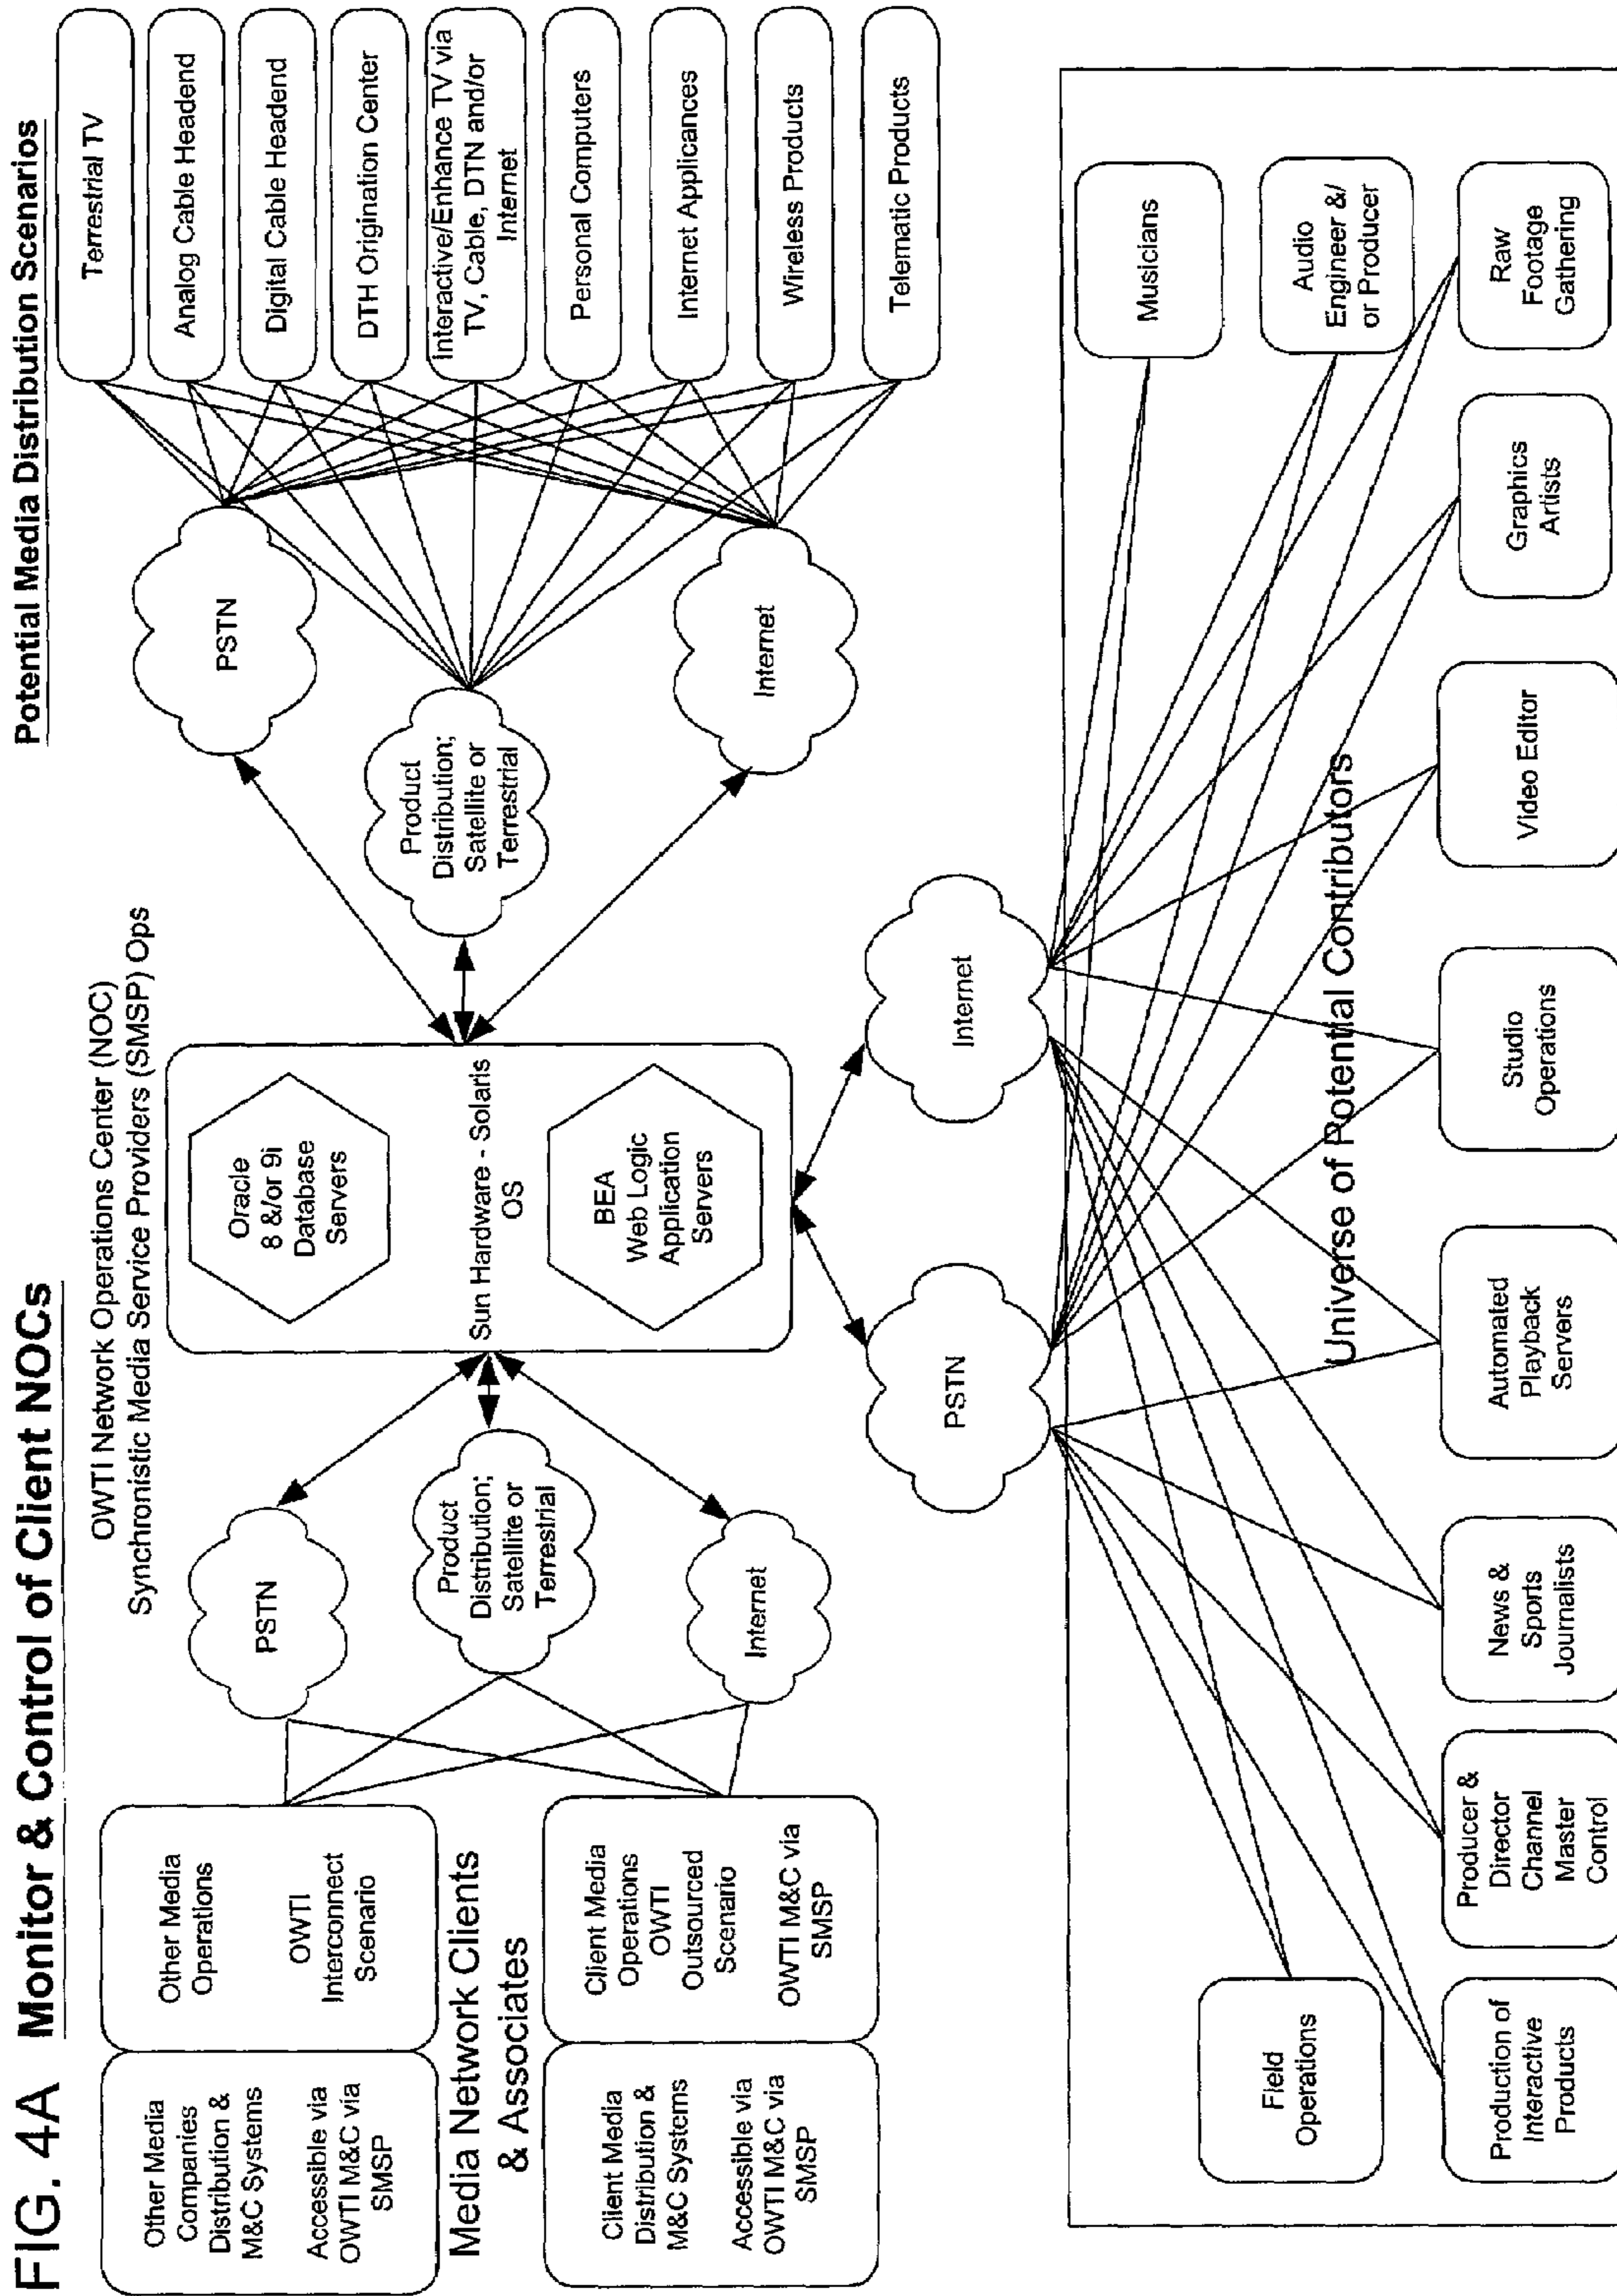 FIG. 4A Monitor & Control of Client NOCs
OWTI Network Operations Center (NOC)
Synchronistic Media Service Providers (SMSP) Ops
Potential Media Distribution Scenarios
Other Media
Companies
Distribution &
M&C Systems
Accessible via
OWTI M&C via
SMSP
Other Media
Operations
OWTI
Interconnect
Scenario
Media Network Clients
& Associates
Client Media
Distribution &
M&C Systems
Accessible via
OWTI M&C via
SMSP
Client Media
Operations
OWTI
Outsourced
Scenario
OWTI M&C via
SMSP
PSTN
Product
Distribution;
Satellite or
Terrestrial
Internet
Oracle
8 &/or 9i
Database
Servers
Sun Hardware - Solaris
OS
BEA
Web Logic
Application
Servers
PSTN
Product
Distribution;
Satellite or
Terrestrial
Internet
Terrestrial TV
Analog Cable Headend
Digital Cable Headend
DTH Origination Center
Interactive/Enhance TV via
TV, Cable, DTN and/or
Internet
Personal Computers
Internet Applicances
Wireless Products
Telematic Products
PSTN
Internet
Universe of Potential Contributors
Field
Operations
Production of
Interactive
Products
Producer &
Director
Channel
Master
Control
News &
Sports
Journalists
Automated
Playback
Servers
Studio
Operations
Video Editor
Graphics
Artists
Raw
Footage
Gathering
Audio
Engineer &/
or Producer
Musicians